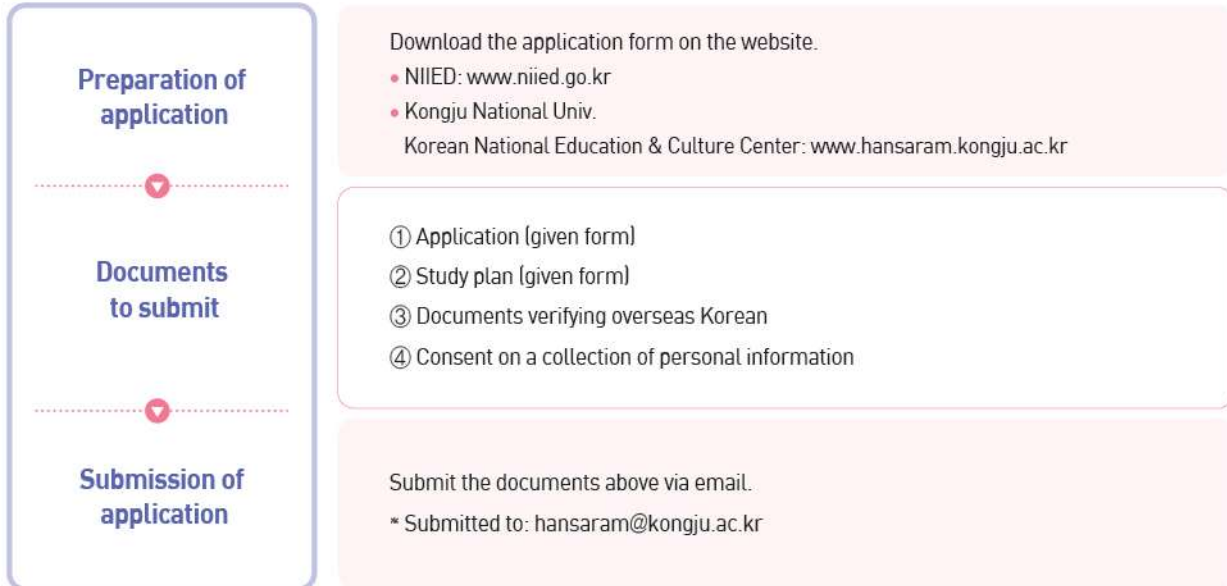 Preparation of
application
Download the application form on the website.
• NIIED: www.niied.go.kr
• Kongju National Univ.
Korean National Education & Culture Center: www.hansaram.kongju.ac.kr
Documents
to submit
① Application (given form)
② Study plan (given form)
③ Documents verifying overseas Korean
④ Consent on a collection of personal information
Submission of
application
Submit the documents above via email.
* Submitted to: hansaram@kongju.ac.kr